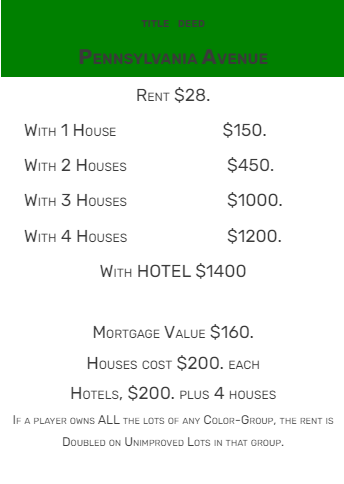 TITLE DEED
PENNSYLVANIA AVENUE
RENT $28.
WITH 1 HOUSE $150.
WITH 2 HOUSES $450.
WITH 3 HOUSES $1000.
WITH 4 HOUSES $1200.
WITH HOTEL $1400
MORTGAGE VALUE $160.
HOUSES COST $200. EACH
HOTELS, $200. PLUS 4 HOUSES
IF A PLAYER OWNS ALL THE LOTS OF ANY COLOR-GROUP, THE RENT IS
DOUBLED ON UNIMPROVED LOTS IN THAT GROUP.